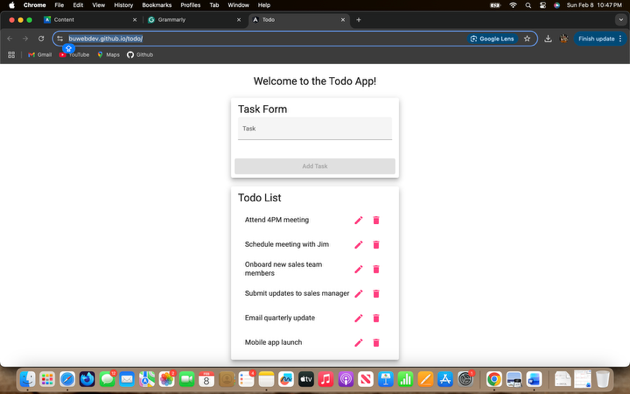 Chrome File Edit View History Bookmarks Profiles Tab Window Help Sun Feb 8 10:47 PM
Content Grammarly Todo
buwebdev.github.io/todo/ Google Lens Finish update
Gmail YouTube Maps GitHub
Welcome to the Todo App!
Task Form
Task
Add Task
Todo List
Attend 4PM meeting
Schedule meeting with Jim
Onboard new sales team
members
Submit updates to sales manager
Email quarterly update
Mobile app launch
8